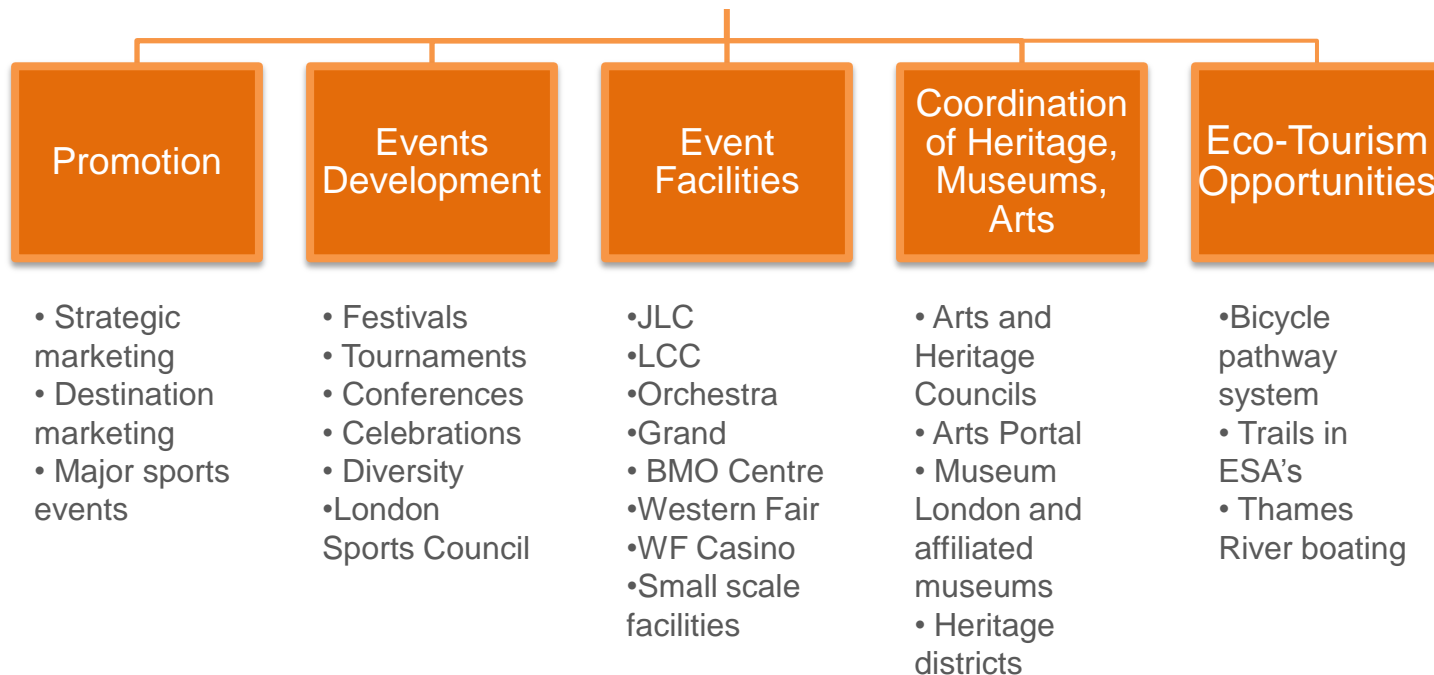 Promotion
Events
Development
Event
Facilities
Coordination
of Heritage,
Museums,
Arts
Eco-Tourism
Opportunities
• Strategic
marketing
• Destination
marketing
• Major sports
events
• Festivals
• Tournaments
• Conferences
• Celebrations
• Diversity
•London
Sports Council
•JLC
•LCC
•Orchestra
•Grand
• BMO Centre
•Western Fair
•WF Casino
•Small scale
facilities
• Arts and
Heritage
Councils
• Arts Portal
• Museum
London and
affiliated
museums
• Heritage
districts
•Bicycle
pathway
system
• Trails in
ESA's
• Thames
River boating